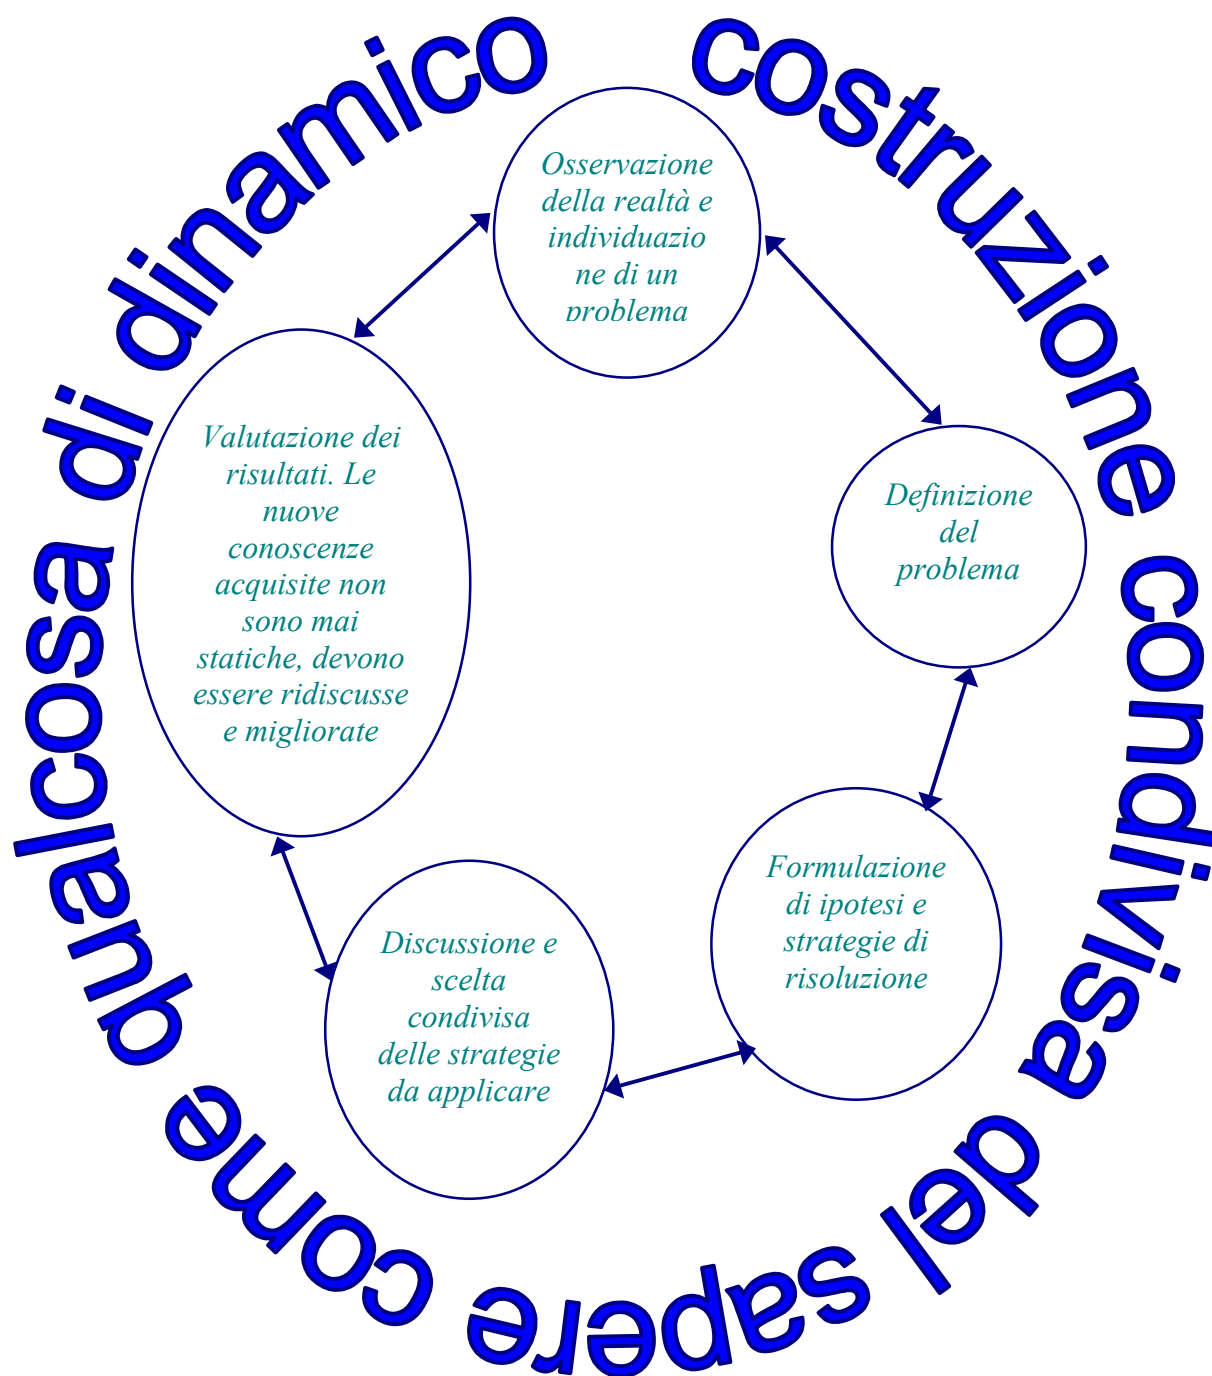 costruzione condivisa del sapere come qualcosa di dinamico
Osservazione
della realtà e
individuazio
ne di un
problema
Definizione
del
problema
Formulazione
di ipotesi e
strategie di
risoluzione
Discussione e
scelta
condivisa
delle strategie
da applicare
Valutazione dei
risultati. Le
nuove
conoscenze
acquisite non
sono mai
statiche, devono
essere ridiscusse
e migliorate